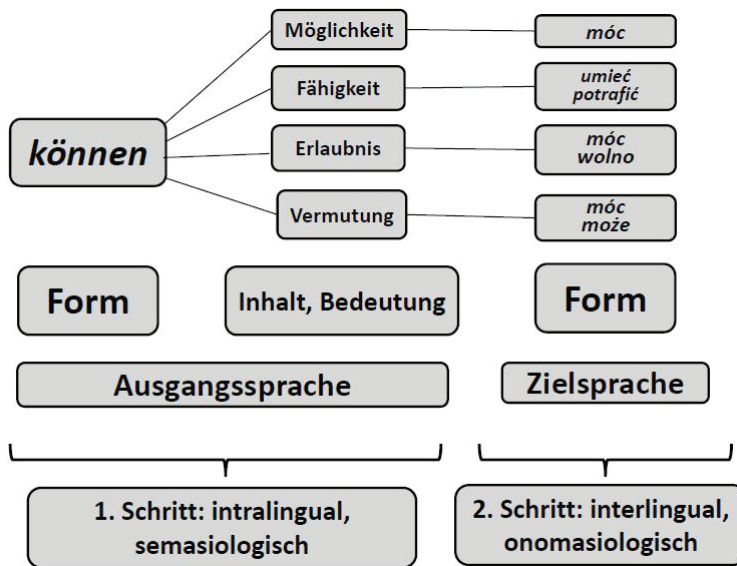 Möglichkeit
móc
Fähigkeit
umieć
potrafić
können
Erlaubnis
móc
wolno
Vermutung
móc
może
Form
Inhalt, Bedeutung
Form
Ausgangssprache
Zielsprache
1. Schritt: intralingual,
semasiologisch
2. Schritt: interlingual,
onomasiologisch